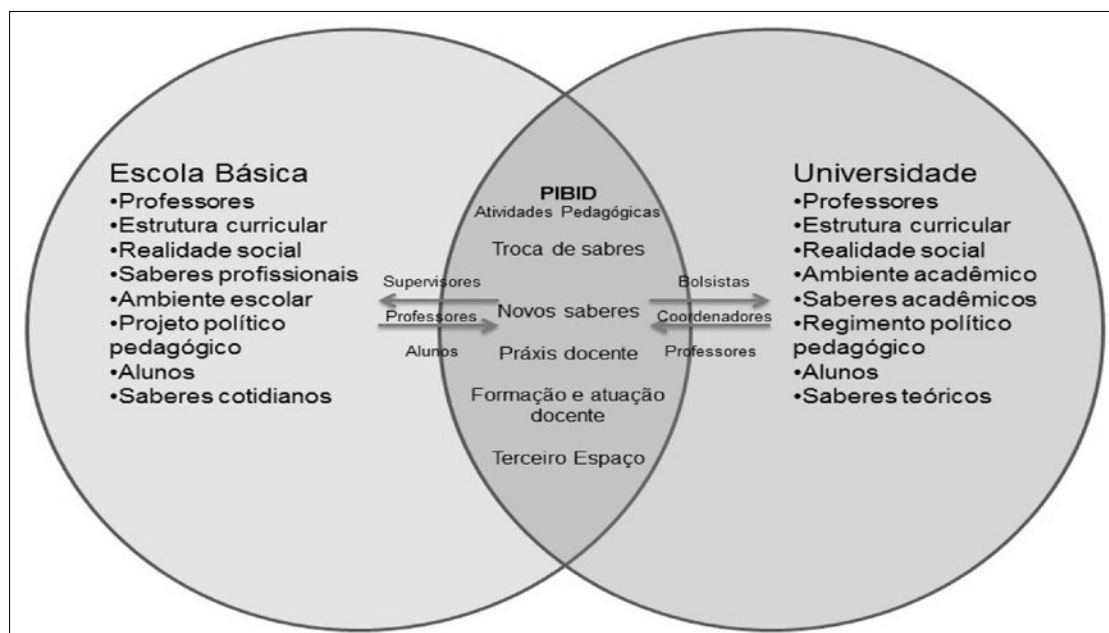 Escola Básica
•Professores
•Estrutura curricular
•Realidade social
•Saberes profissionais
•Ambiente escolar
•Projeto político
pedagógico
•Alunos
•Saberes cotidianos
Supervisores
Professores
Alunos
PIBID
Atividades Pedagógicas
Troca de sabres
Novos saberes
Práxis docente
Formação e atuação
docente
Terceiro Espaço
Bolsistas
Coordenadores
Professores
Universidade
•Professores
•Estrutura curricular
•Realidade social
•Ambiente acadêmico
•Saberes acadêmicos
•Regimento político
pedagógico
•Alunos
•Saberes teóricos